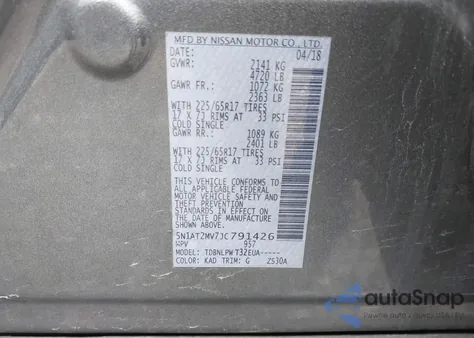 MFD BY NISSAN MOTOR CO., LTD.
DATE: 04/18
GVWR: 2141 KG
4720 LB
GAWR FR.: 1072 KG
2363 LB
WITH 225/65R17 TIRES
17 X 7J RIMS AT 33 PSI
COLD SINGLE
GAWR RR.: 1089 KG
2401 LB
WITH 225/65R17 TIRES
17 X 7J RIMS AT 33 PSI
COLD SINGLE
THIS VEHICLE CONFORMS TO
ALL APPLICABLE FEDERAL
MOTOR VEHICLE SAFETY
AND THEFT PREVENTION
STANDARDS IN EFFECT ON
THE DATE OF MANUFACTURE
SHOWN ABOVE.
5N1AT2MV7JC791426
MPV 957
MODEL: TDBNLPWT32EUA-----
COLOR: KAD TRIM: G ZS30A
autoSnap